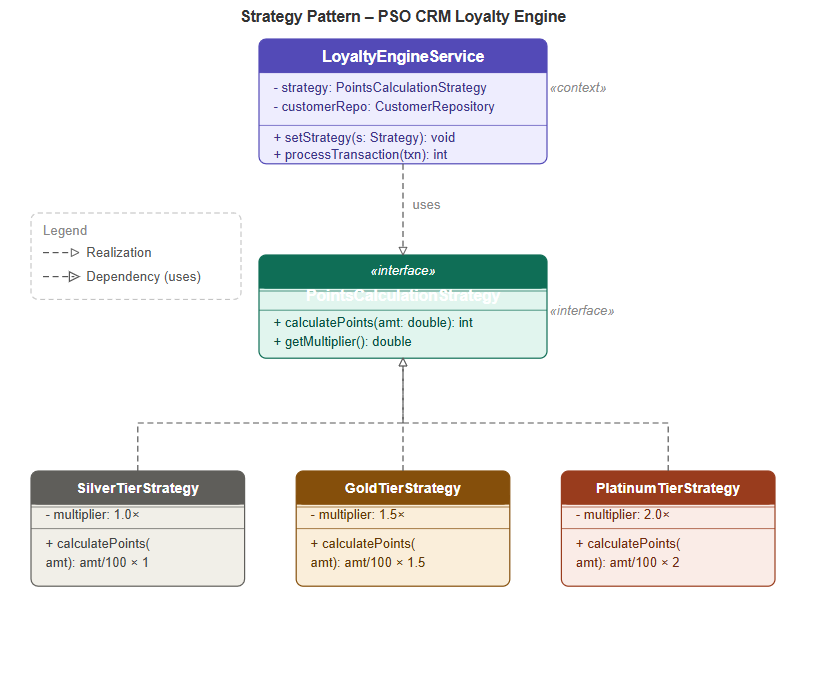 Strategy Pattern – PSO CRM Loyalty Engine
LoyaltyEngineService
- strategy: PointsCalculationStrategy
«context»
- customerRepo: CustomerRepository
+ setStrategy(s: Strategy): void
+ processTransaction(txn): int
uses
Legend
Realization
Dependency (uses)
«interface»
PointsCalculationStrategy
«interface»
+ calculatePoints(amt: double): int
+ getMultiplier(): double
SilverTierStrategy
- multiplier: 1.0×
+ calculatePoints(
amt): amt/100 × 1
GoldTierStrategy
- multiplier: 1.5×
+ calculatePoints(
amt): amt/100 × 1.5
PlatinumTierStrategy
- multiplier: 2.0×
+ calculatePoints(
amt): amt/100 × 2